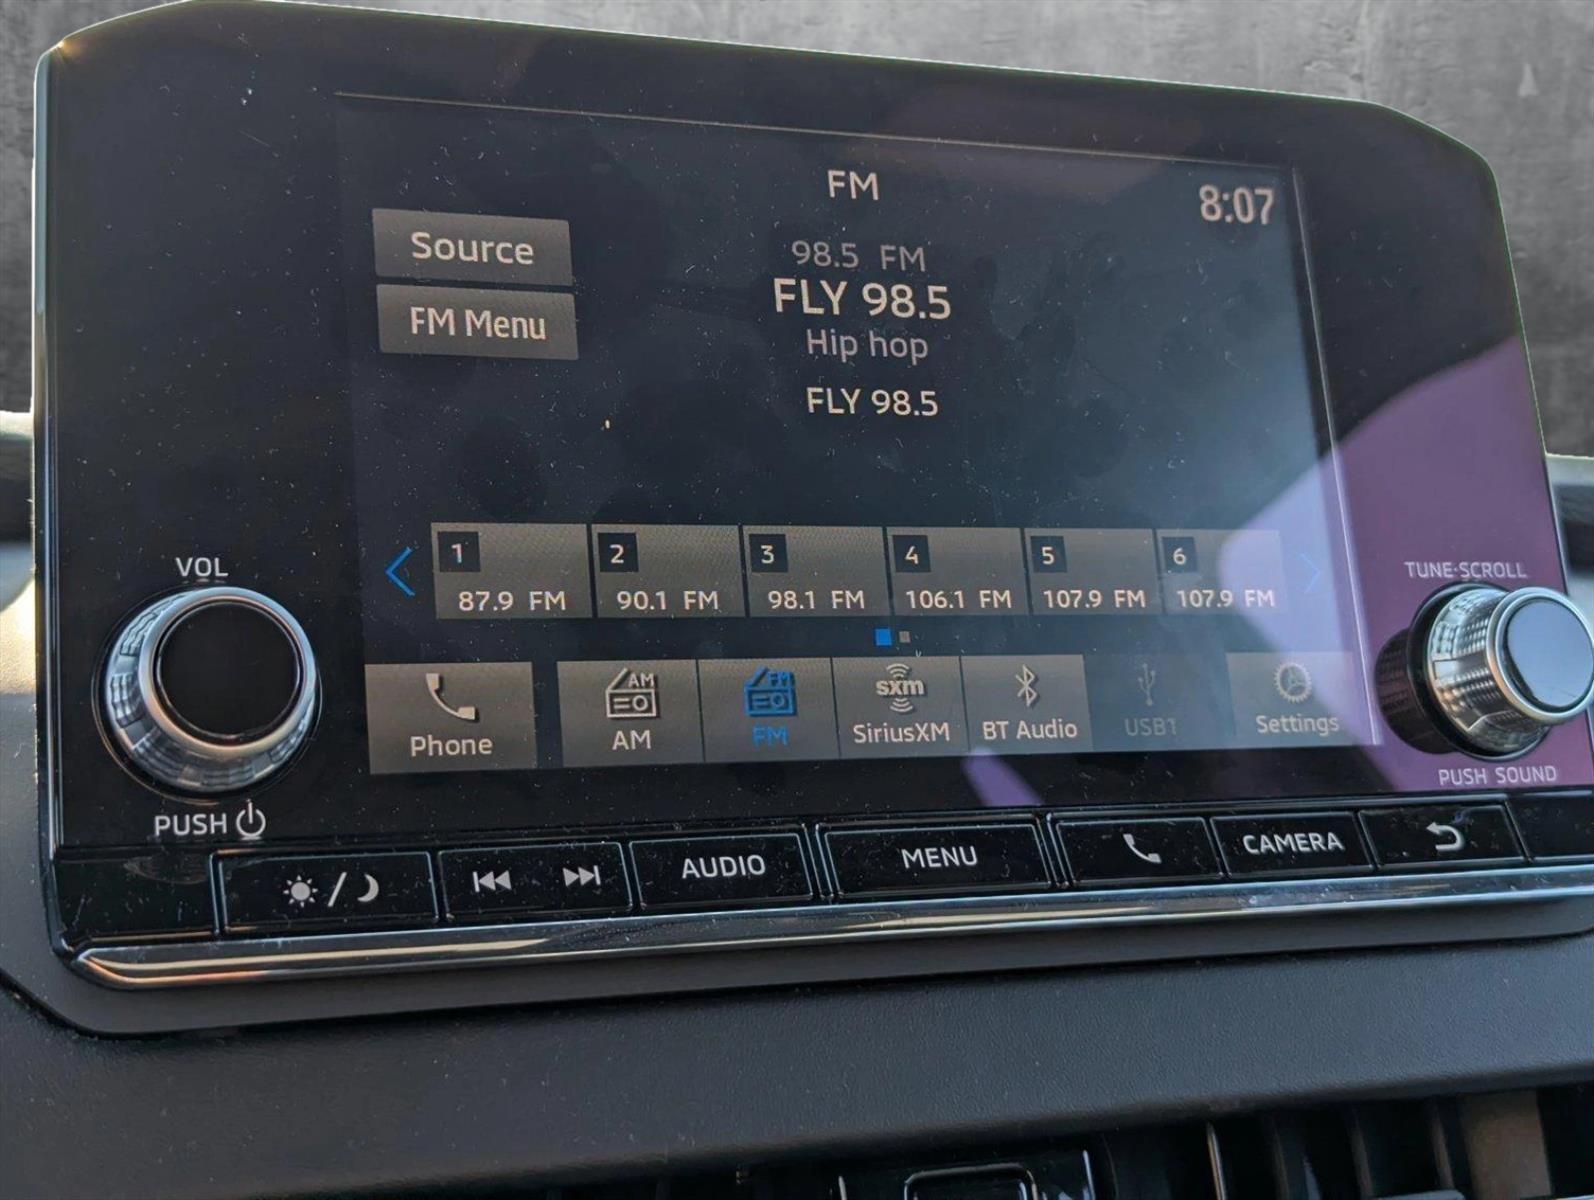 FM
8:07
Source
FM Menu
98.5 FM
FLY 98.5
Hip hop
FLY 98.5
1
87.9 FM
2
90.1 FM
3
98.1 FM
4
106.1 FM
5
107.9 FM
6
107.9 FM
VOL
PUSH
TUNE·SCROLL
PUSH SOUND
Phone
AM
AM
FM
FM
sxm
SiriusXM
BT Audio
USB1
Settings
AUDIO
MENU
CAMERA